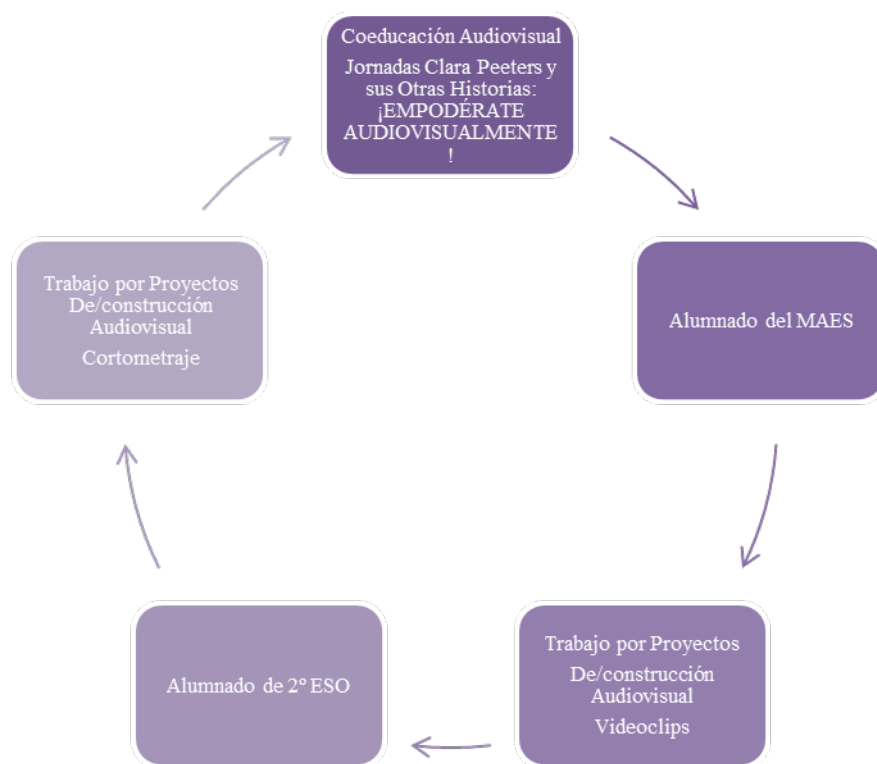 Coeducación Audiovisual
Jornadas Clara Peeters y
sus Otras Historias:
¡EMPODÉRATE
AUDIOVISUALMENTE
!
Alumnado del MAES
Trabajo por Proyectos
De/construcción
Audiovisual
Videoclips
Alumnado de 2º ESO
Trabajo por Proyectos
De/construcción
Audiovisual
Cortometraje